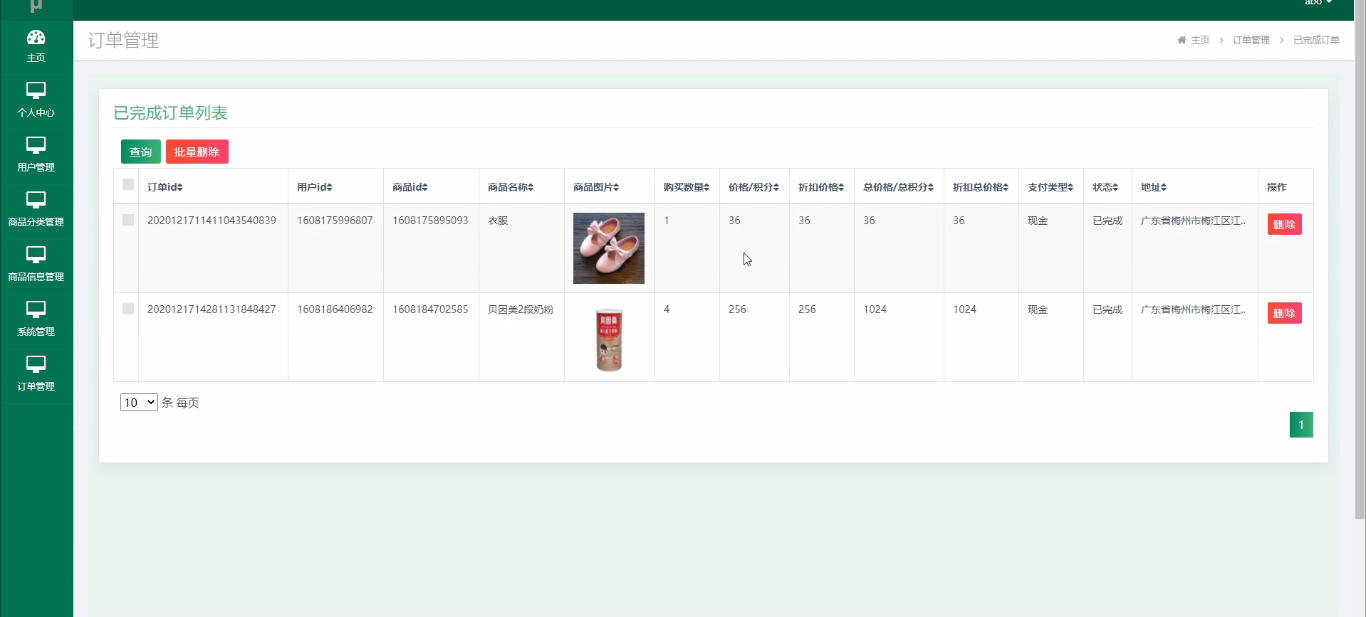 μ
abo
主页
个人中心
用户管理
商品分类管理
商品信息管理
系统管理
订单管理
订单管理
主页 > 订单管理 > 已完成订单
已完成订单列表
查询 批量删除
订单id 用户id 商品id 商品名称 商品图片 购买数量 价格/积分 折扣价格 总价格/总积分 折扣总价格 支付类型 状态 地址 操作
2020121711411043540839 1608175996807 1608175895093 衣服 1 36 36 36 36 现金 已完成 广东省梅州市梅江区江.. 删除
2020121714281131848427 1608186406982 1608184702585 贝因美2段奶粉 4 256 256 1024 1024 现金 已完成 广东省梅州市梅江区江.. 删除
贝因美
10 条 每页
1